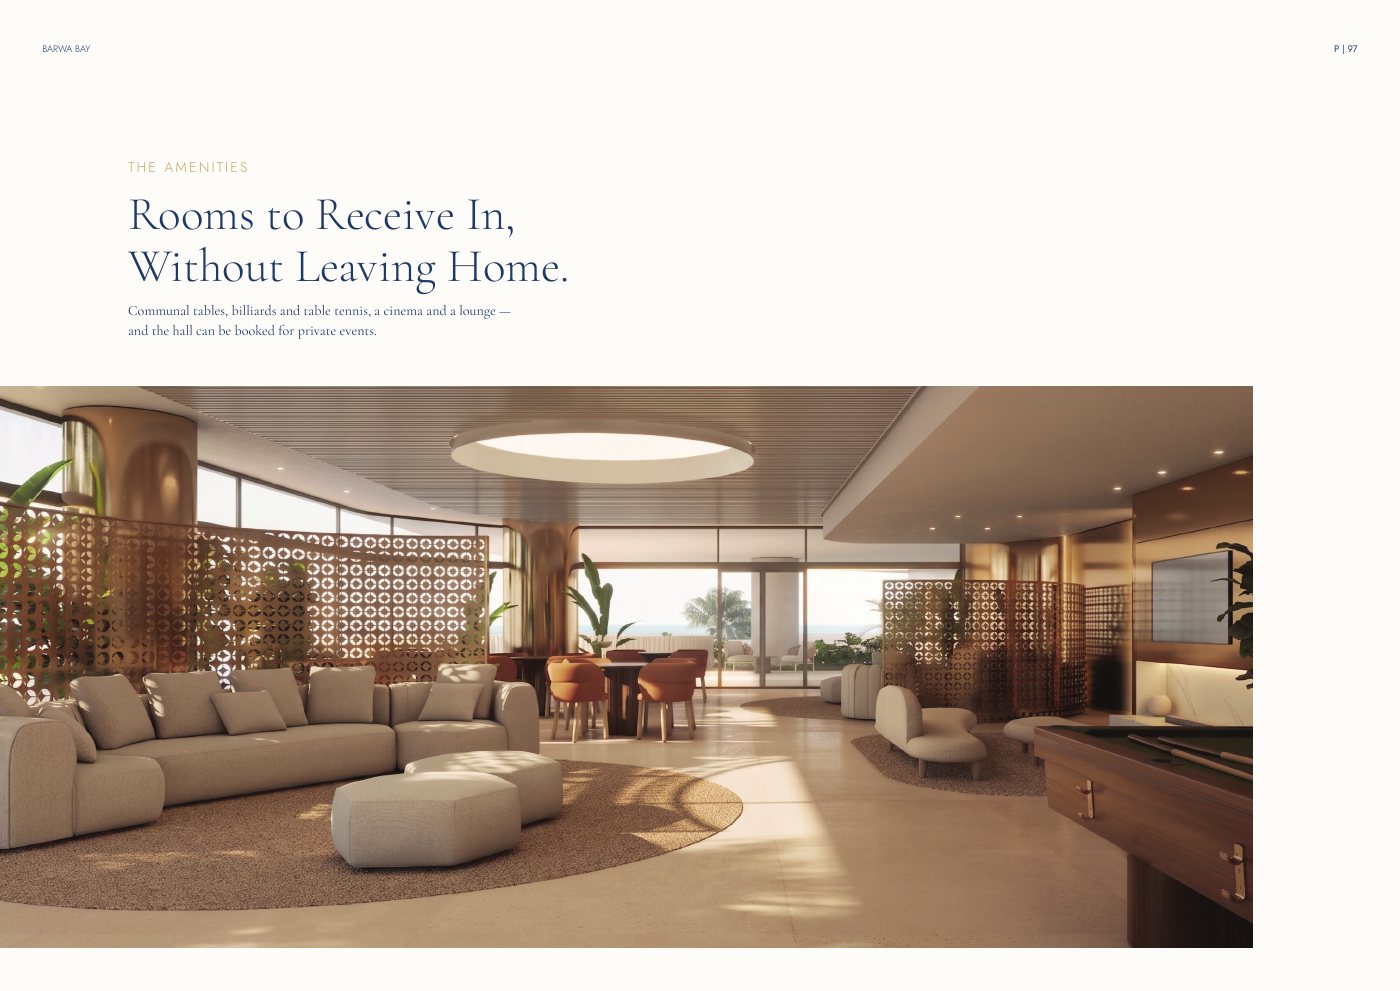 BARWA BAY
P | 97
THE AMENITIES
Rooms to Receive In,
Without Leaving Home.
Communal tables, billiards and table tennis, a cinema and a lounge —
and the hall can be booked for private events.